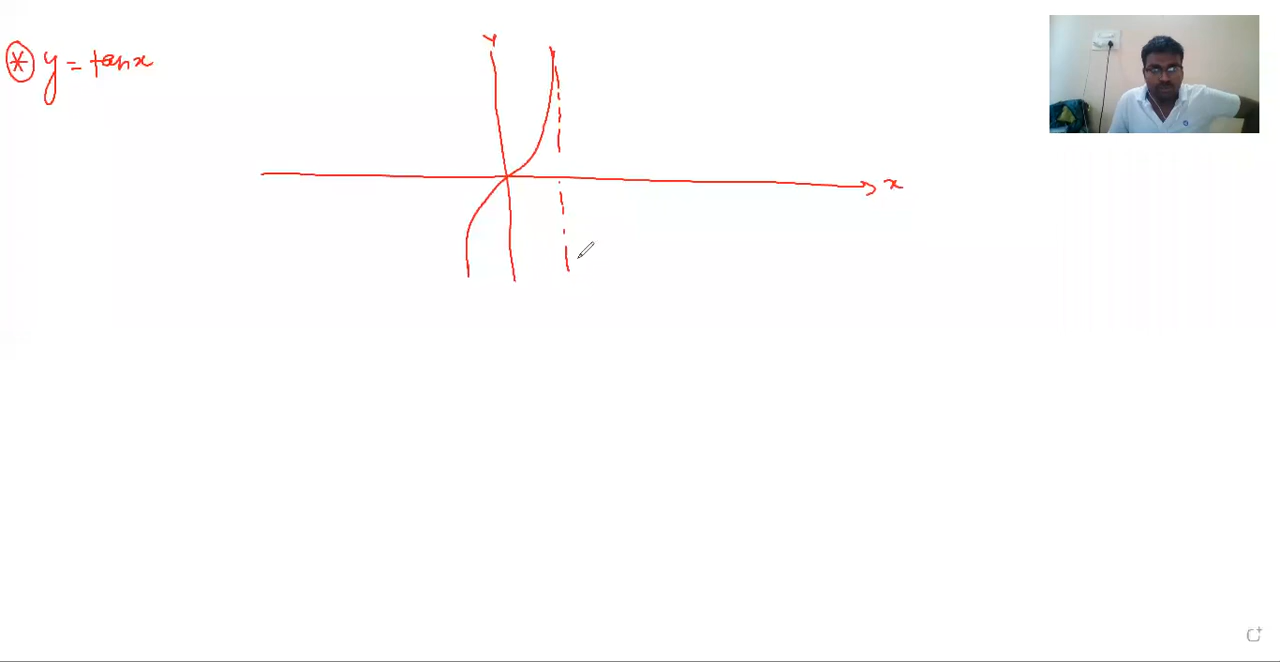 * y = tan x
y
x